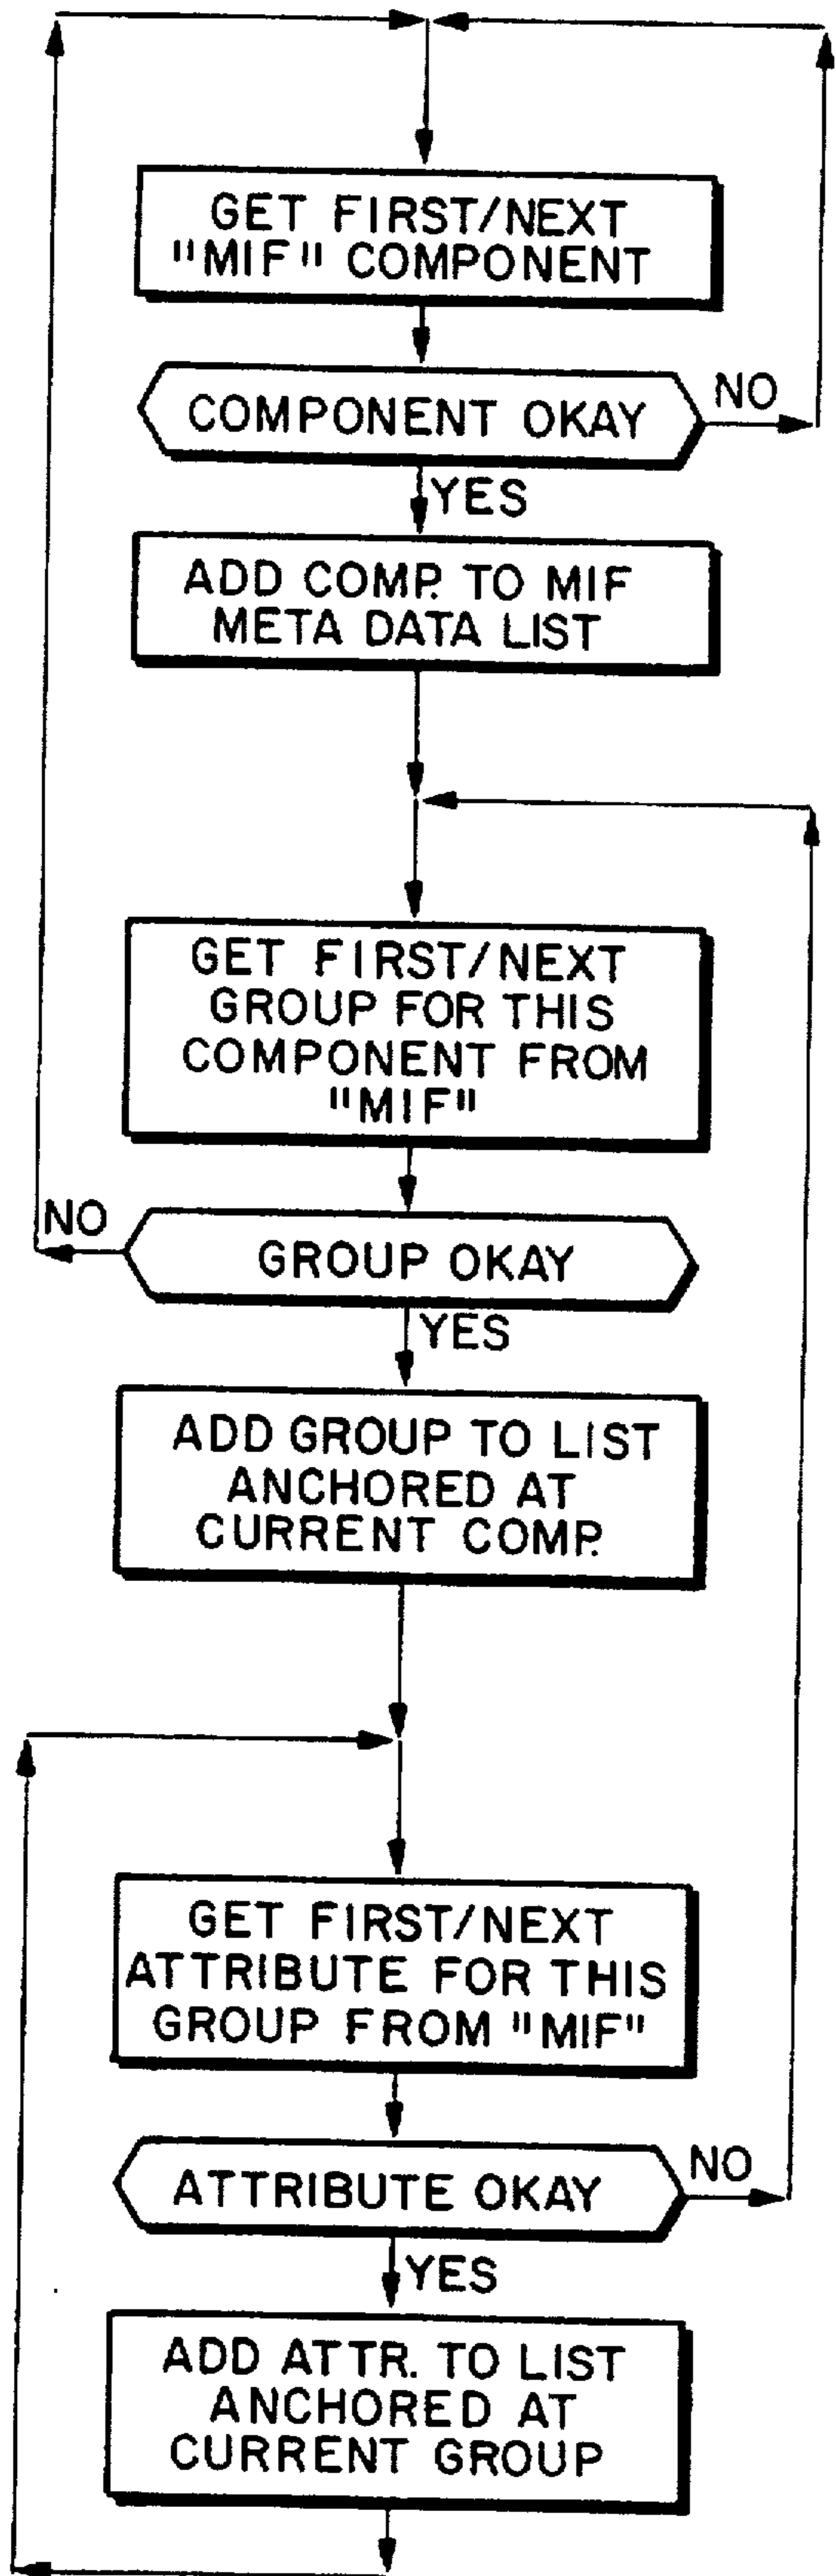 GET FIRST/NEXT
"MIF" COMPONENT
COMPONENT OKAY
NO
YES
ADD COMP. TO MIF
META DATA LIST
GET FIRST/NEXT
GROUP FOR THIS
COMPONENT FROM
"MIF"
NO
GROUP OKAY
YES
ADD GROUP TO LIST
ANCHORED AT
CURRENT COMP.
GET FIRST/NEXT
ATTRIBUTE FOR THIS
GROUP FROM "MIF"
ATTRIBUTE OKAY
NO
YES
ADD ATTR. TO LIST
ANCHORED AT
CURRENT GROUP